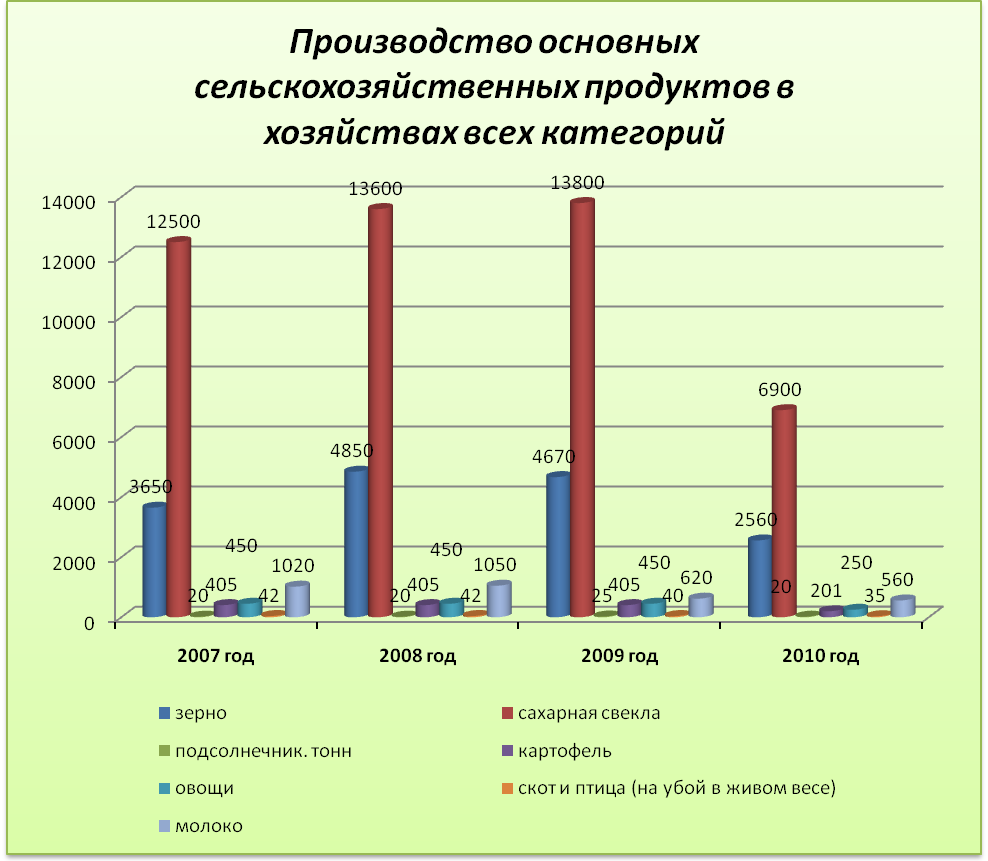 Производство основных
сельскохозяйственных продуктов в
хозяйствах всех категорий
14000
12000
10000
8000
6000
4000
2000
0
3650
12500
20
405
450
42
1020
4850
13600
20
405
450
42
1050
4670
13800
25
405
450
40
620
2560
6900
20
201
250
35
560
2007 год
2008 год
2009 год
2010 год
зерно
сахарная свекла
подсолнечник. тонн
картофель
овощи
скот и птица (на убой в живом весе)
молоко